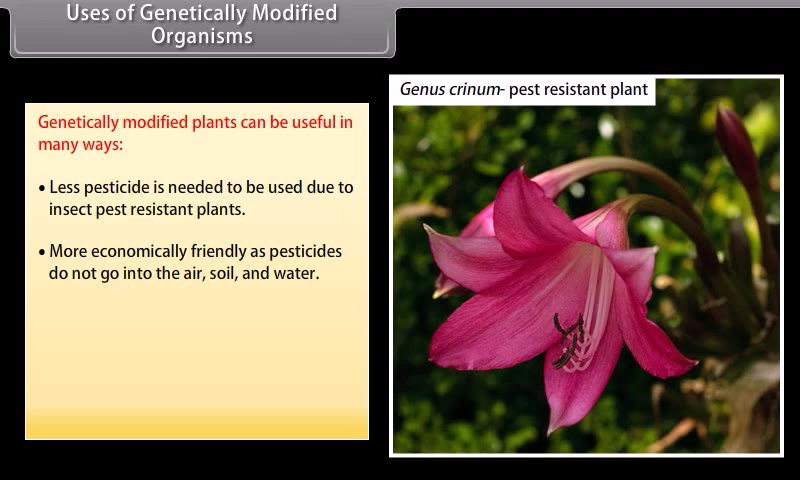 Uses of Genetically Modified
Organisms
Genus crinum- pest resistant plant
Genetically modified plants can be useful in
many ways:
• Less pesticide is needed to be used due to
insect pest resistant plants.
• More economically friendly as pesticides
do not go into the air, soil, and water.